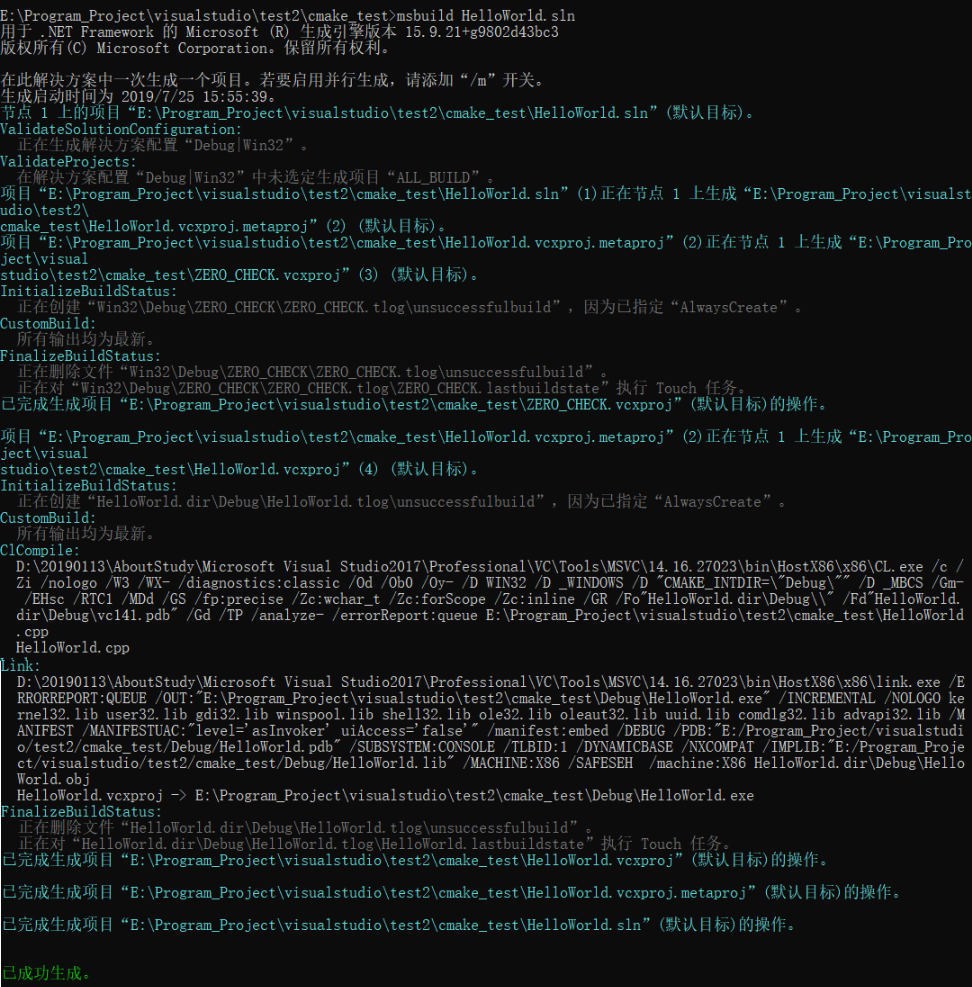 E:\Program_Project\visualstudio\test2\cmake_test>msbuild HelloWorld.sln
用于 .NET Framework 的 Microsoft (R) 生成引擎版本 15.9.21+g9802d43bc3
版权所有(C) Microsoft Corporation。保留所有权利。
在此解决方案中一次生成一个项目。若要启用并行生成，请添加“/m”开关。
生成启动时间为 2019/7/25 15:55:39。
节点 1 上的项目“E:\Program_Project\visualstudio\test2\cmake_test\HelloWorld.sln”(默认目标)。
ValidateSolutionConfiguration:
正在生成解决方案配置“Debug|Win32”。
ValidateProjects:
在解决方案配置“Debug|Win32”中未选定生成项目“ALL_BUILD”。
项目“E:\Program_Project\visualstudio\test2\cmake_test\HelloWorld.sln”(1)正在节点 1 上生成“E:\Program_Project\visualst
udio\test2\
cmake_test\HelloWorld.vcxproj.metaproj”(2) (默认目标)。
项目“E:\Program_Project\visualstudio\test2\cmake_test\HelloWorld.vcxproj.metaproj”(2)正在节点 1 上生成“E:\Program_Pro
ject\visual
studio\test2\cmake_test\ZERO_CHECK.vcxproj”(3) (默认目标)。
InitializeBuildStatus:
正在创建“Win32\Debug\ZERO_CHECK\ZERO_CHECK.tlog\unsuccessfulbuild”，因为已指定“AlwaysCreate”。
CustomBuild:
所有输出均为最新。
FinalizeBuildStatus:
正在删除文件“Win32\Debug\ZERO_CHECK\ZERO_CHECK.tlog\unsuccessfulbuild”。
正在对“Win32\Debug\ZERO_CHECK\ZERO_CHECK.tlog\ZERO_CHECK.lastbuildstate”执行 Touch 任务。
已完成生成项目“E:\Program_Project\visualstudio\test2\cmake_test\ZERO_CHECK.vcxproj”(默认目标)的操作。
项目“E:\Program_Project\visualstudio\test2\cmake_test\HelloWorld.vcxproj.metaproj”(2)正在节点 1 上生成“E:\Program_Pro
ject\visual
studio\test2\cmake_test\HelloWorld.vcxproj”(4) (默认目标)。
InitializeBuildStatus:
正在创建“HelloWorld.dir\Debug\HelloWorld.tlog\unsuccessfulbuild”，因为已指定“AlwaysCreate”。
CustomBuild:
所有输出均为最新。
ClCompile:
D:\20190113\AboutStudy\Microsoft Visual Studio2017\Professional\VC\Tools\MSVC\14.16.27023\bin\HostX86\x86\CL.exe /c /
Zi /nologo /W3 /WX- /diagnostics:classic /Od /Ob0 /Oy- /D WIN32 /D _WINDOWS /D "CMAKE_INTDIR=\"Debug\"" /D _MBCS /Gm-
/EHsc /RTC1 /MDd /GS /fp:precise /Zc:wchar_t /Zc:forScope /Zc:inline /GR /Fo"HelloWorld.dir\Debug\\" /Fd"HelloWorld.
dir\Debug\vc141.pdb" /Gd /TP /analyze- /errorReport:queue E:\Program_Project\visualstudio\test2\cmake_test\HelloWorld
.cpp
HelloWorld.cpp
Link:
D:\20190113\AboutStudy\Microsoft Visual Studio2017\Professional\VC\Tools\MSVC\14.16.27023\bin\HostX86\x86\link.exe /E
RRORREPORT:QUEUE /OUT:"E:\Program_Project\visualstudio\test2\cmake_test\Debug\HelloWorld.exe" /INCREMENTAL /NOLOGO ke
rnel32.lib user32.lib gdi32.lib winspool.lib shell32.lib ole32.lib oleaut32.lib uuid.lib comdlg32.lib advapi32.lib /M
ANIFEST /MANIFESTUAC:"level='asInvoker' uiAccess='false'" /manifest:embed /DEBUG /PDB:"E:/Program_Project/visualstudi
o/test2/cmake_test/Debug/HelloWorld.pdb" /SUBSYSTEM:CONSOLE /TLBID:1 /DYNAMICBASE /NXCOMPAT /IMPLIB:"E:/Program_Proje
ct/visualstudio/test2/cmake_test/Debug/HelloWorld.lib" /MACHINE:X86 /SAFESEH  /machine:X86 HelloWorld.dir\Debug\Hello
World.obj
HelloWorld.vcxproj -> E:\Program_Project\visualstudio\test2\cmake_test\Debug\HelloWorld.exe
FinalizeBuildStatus:
正在删除文件“HelloWorld.dir\Debug\HelloWorld.tlog\unsuccessfulbuild”。
正在对“HelloWorld.dir\Debug\HelloWorld.tlog\HelloWorld.lastbuildstate”执行 Touch 任务。
已完成生成项目“E:\Program_Project\visualstudio\test2\cmake_test\HelloWorld.vcxproj”(默认目标)的操作。
已完成生成项目“E:\Program_Project\visualstudio\test2\cmake_test\HelloWorld.vcxproj.metaproj”(默认目标)的操作。
已完成生成项目“E:\Program_Project\visualstudio\test2\cmake_test\HelloWorld.sln”(默认目标)的操作。
已成功生成。